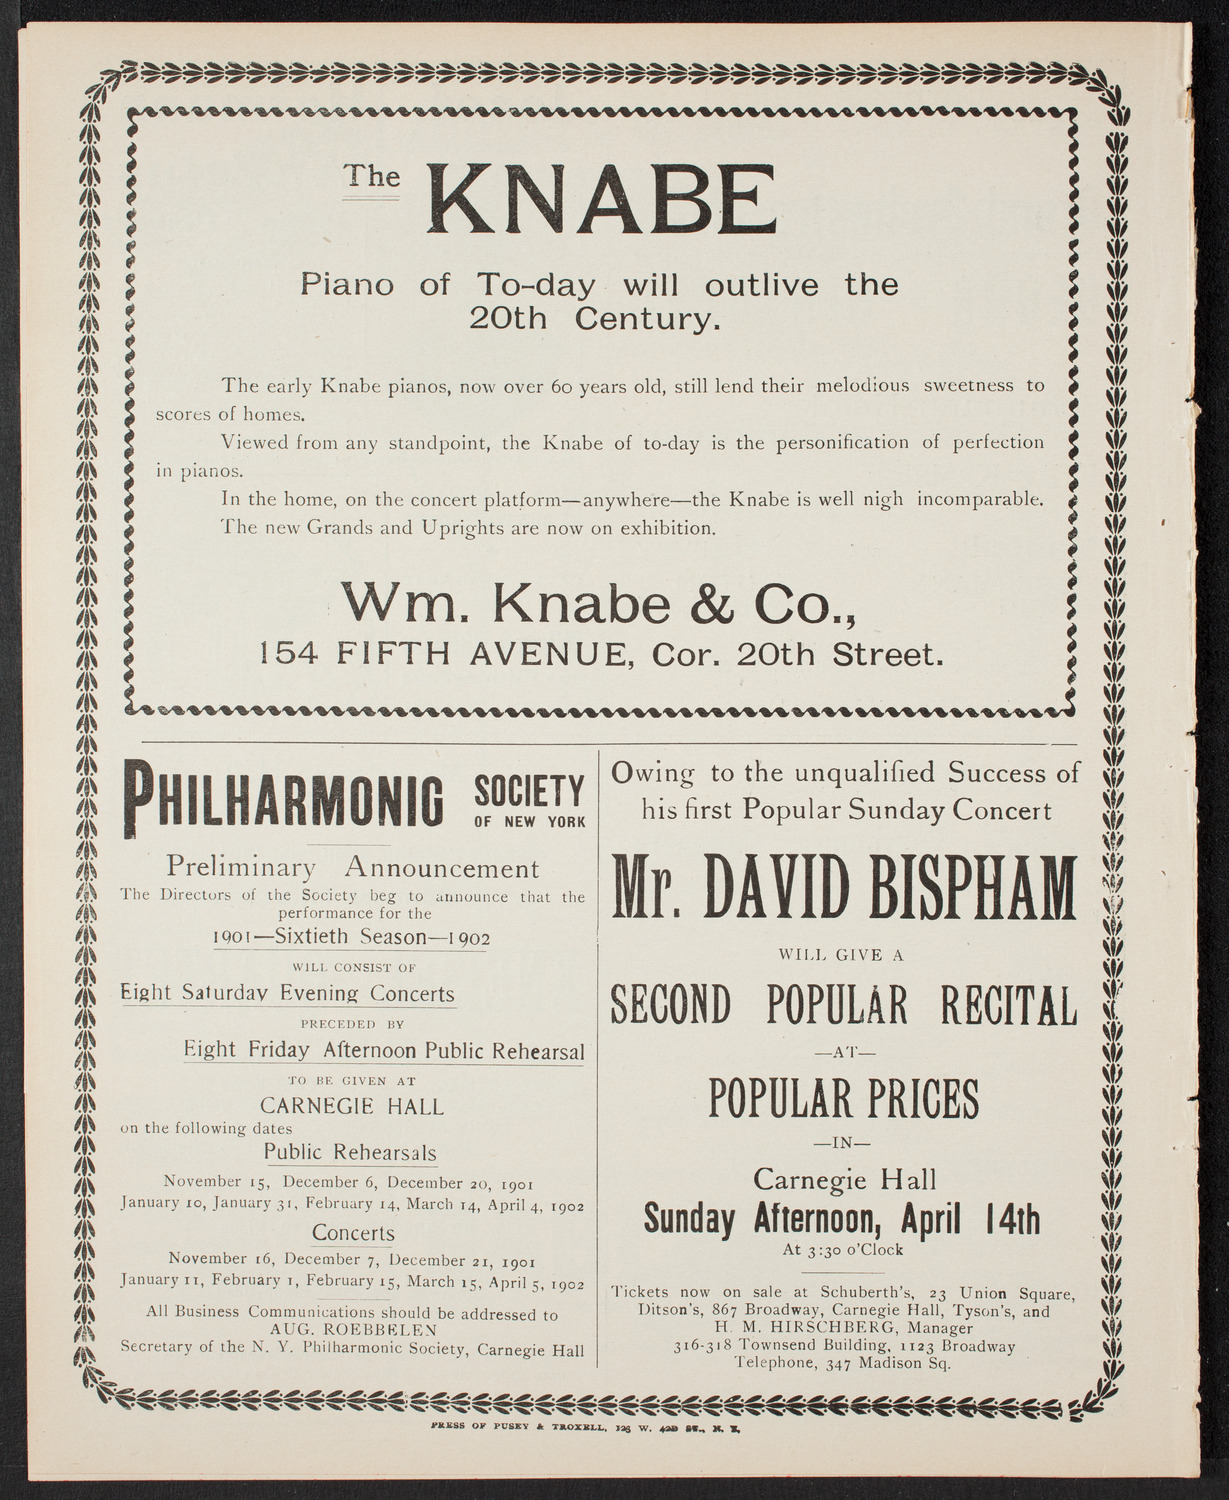 The KNABE
Piano of To-day will outlive the
20th Century.
The early Knabe pianos, now over 60 years old, still lend their melodious sweetness to
scores of homes.
Viewed from any standpoint, the Knabe of to-day is the personification of perfection
in pianos.
In the home, on the concert platform—anywhere—the Knabe is well nigh incomparable.
The new Grands and Uprights are now on exhibition.
Wm. Knabe & Co.,
154 FIFTH AVENUE, Cor. 20th Street.
PHILHARMONIC SOCIETY
OF NEW YORK
Preliminary Announcement
The Directors of the Society beg to announce that the
performance for the
1901—Sixtieth Season—1902
WILL CONSIST OF
Eight Saturday Evening Concerts
PRECEDED BY
Eight Friday Afternoon Public Rehearsal
TO BE GIVEN AT
CARNEGIE HALL
on the following dates
Public Rehearsals
November 15, December 6, December 20, 1901
January 10, January 31, February 14, March 14, April 4, 1902
Concerts
November 16, December 7, December 21, 1901
January 11, February 1, February 15, March 15, April 5, 1902
All Business Communications should be addressed to
AUG. ROEBBELEN
Secretary of the N. Y. Philharmonic Society, Carnegie Hall
Owing to the unqualified Success of
his first Popular Sunday Concert
Mr. DAVID BISPHAM
WILL GIVE A
SECOND POPULAR RECITAL
—AT—
POPULAR PRICES
—IN—
Carnegie Hall
Sunday Afternoon, April 14th
At 3:30 o'Clock
Tickets now on sale at Schuberth's, 23 Union Square,
Ditson's, 867 Broadway, Carnegie Hall, Tyson's, and
H. M. HIRSCHBERG, Manager
316-318 Townsend Building, 1123 Broadway
Telephone, 347 Madison Sq.
PRESS OF PUSEY & TROXELL, 125 W. 42D ST., N. Y.